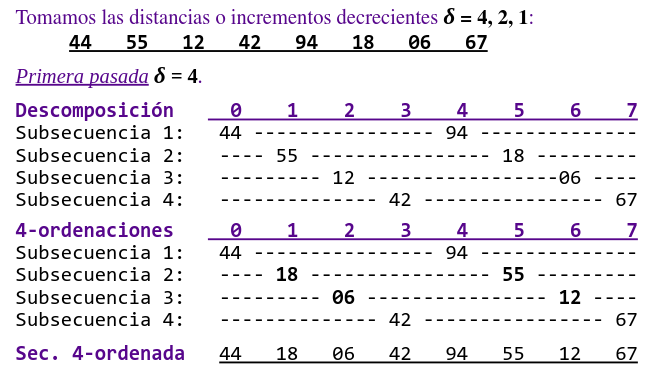 Tomamos las distancias o incrementos decrecientes δ = 4, 2, 1:
44 55 12 42 94 18 06 67
Primera pasada δ = 4.
Descomposición 0 1 2 3 4 5 6 7
Subsecuencia 1: 44 ---------------- 94 --------------
Subsecuencia 2: ---- 55 ---------------- 18 ---------
Subsecuencia 3: --------- 12 -----------------06 ----
Subsecuencia 4: -------------- 42 ---------------- 67
4-ordenaciones 0 1 2 3 4 5 6 7
Subsecuencia 1: 44 ---------------- 94 --------------
Subsecuencia 2: ---- 18 ---------------- 55 ---------
Subsecuencia 3: --------- 06 ---------------- 12 ----
Subsecuencia 4: -------------- 42 ---------------- 67
Sec. 4-ordenada 44 18 06 42 94 55 12 67